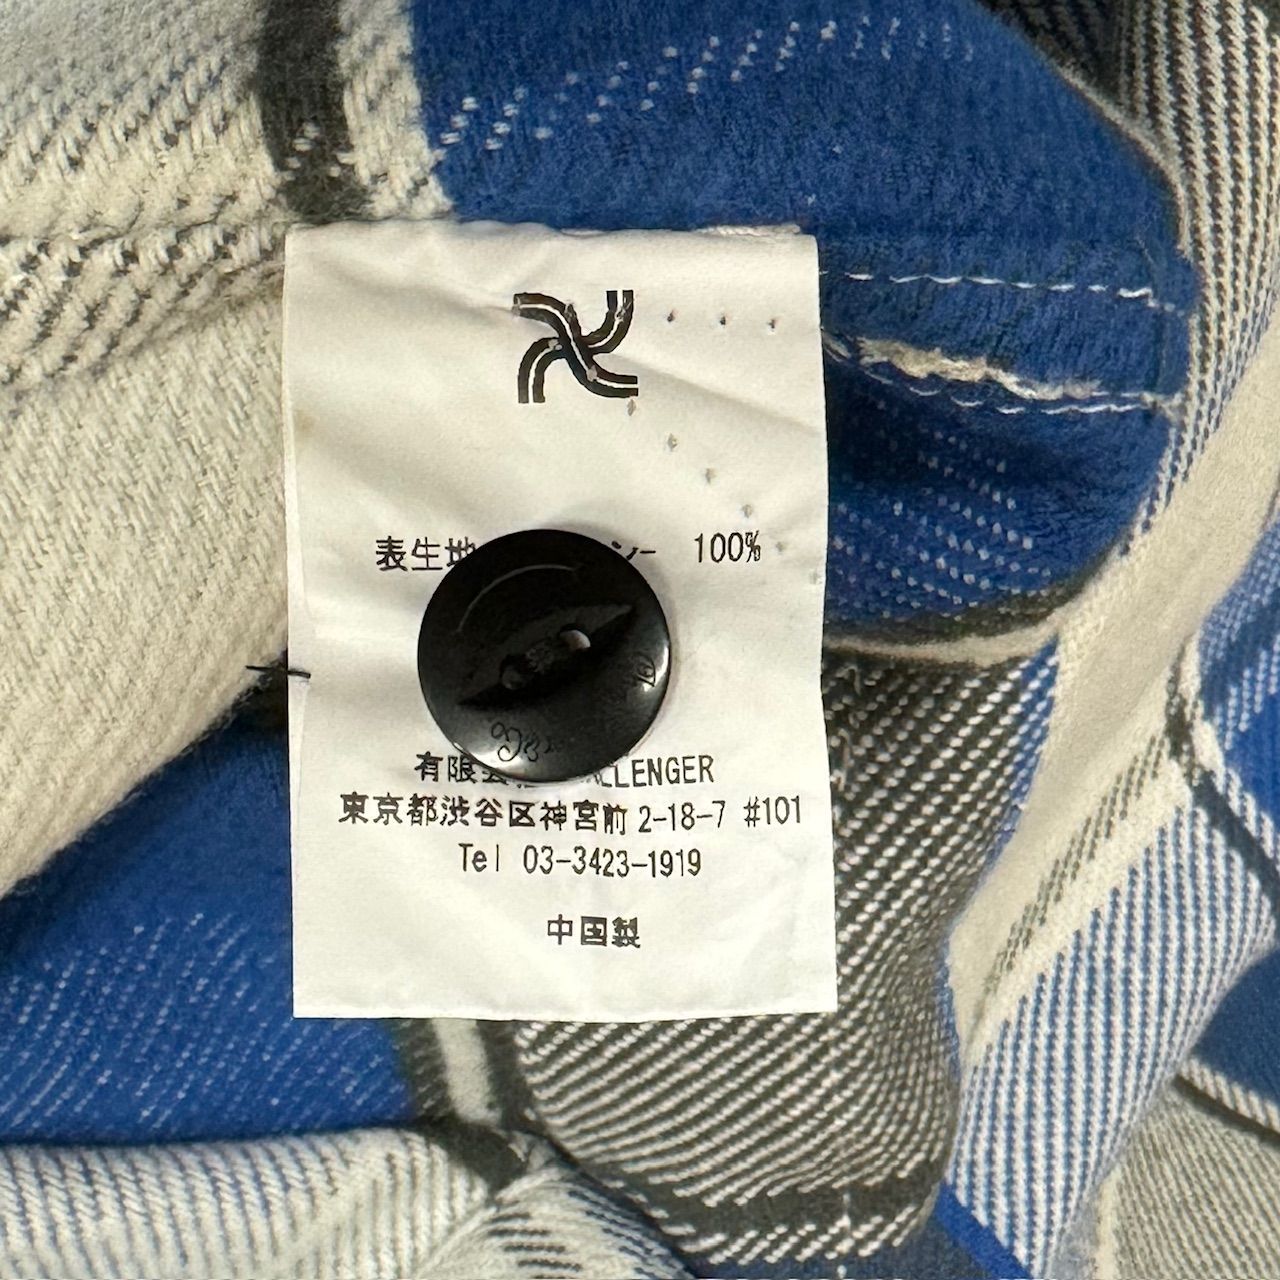 表生地 100%
有限 LLENGER
東京都渋谷区神宮前 2-18-7 #101
Tel 03-3423-1919
中国製